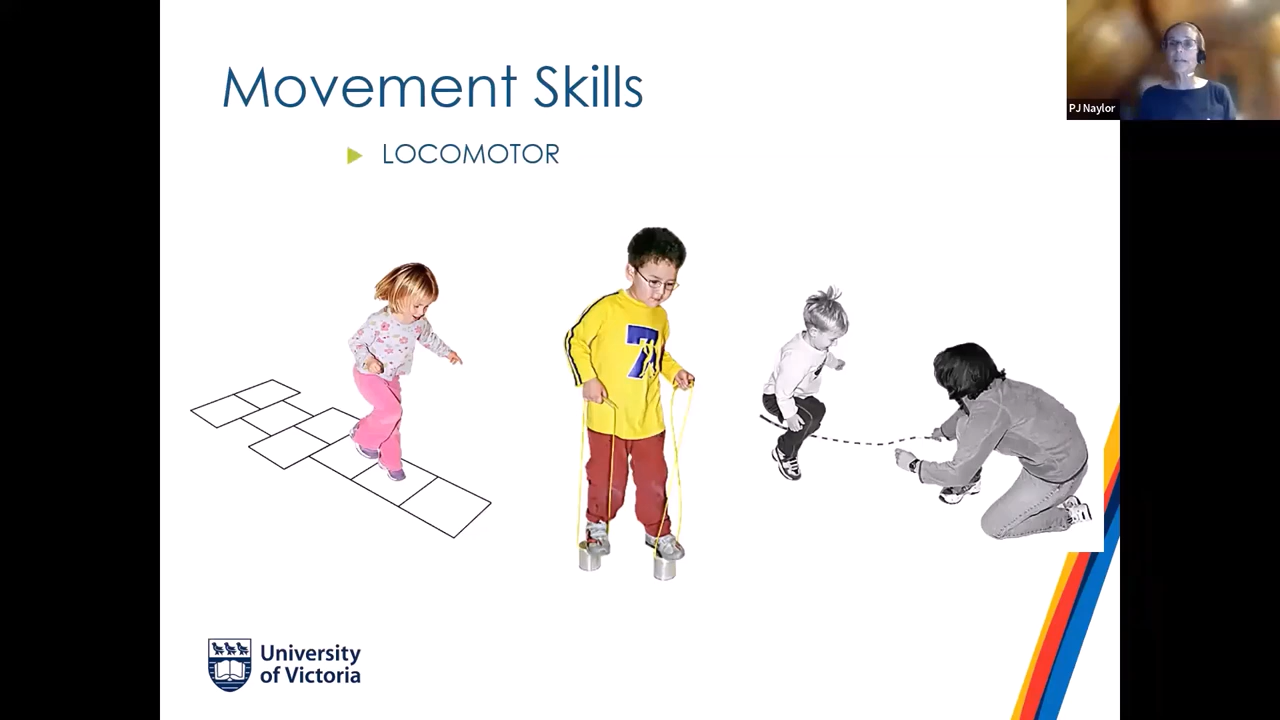 Movement Skills
LOCOMOTOR
PJ Naylor
7
University
of Victoria